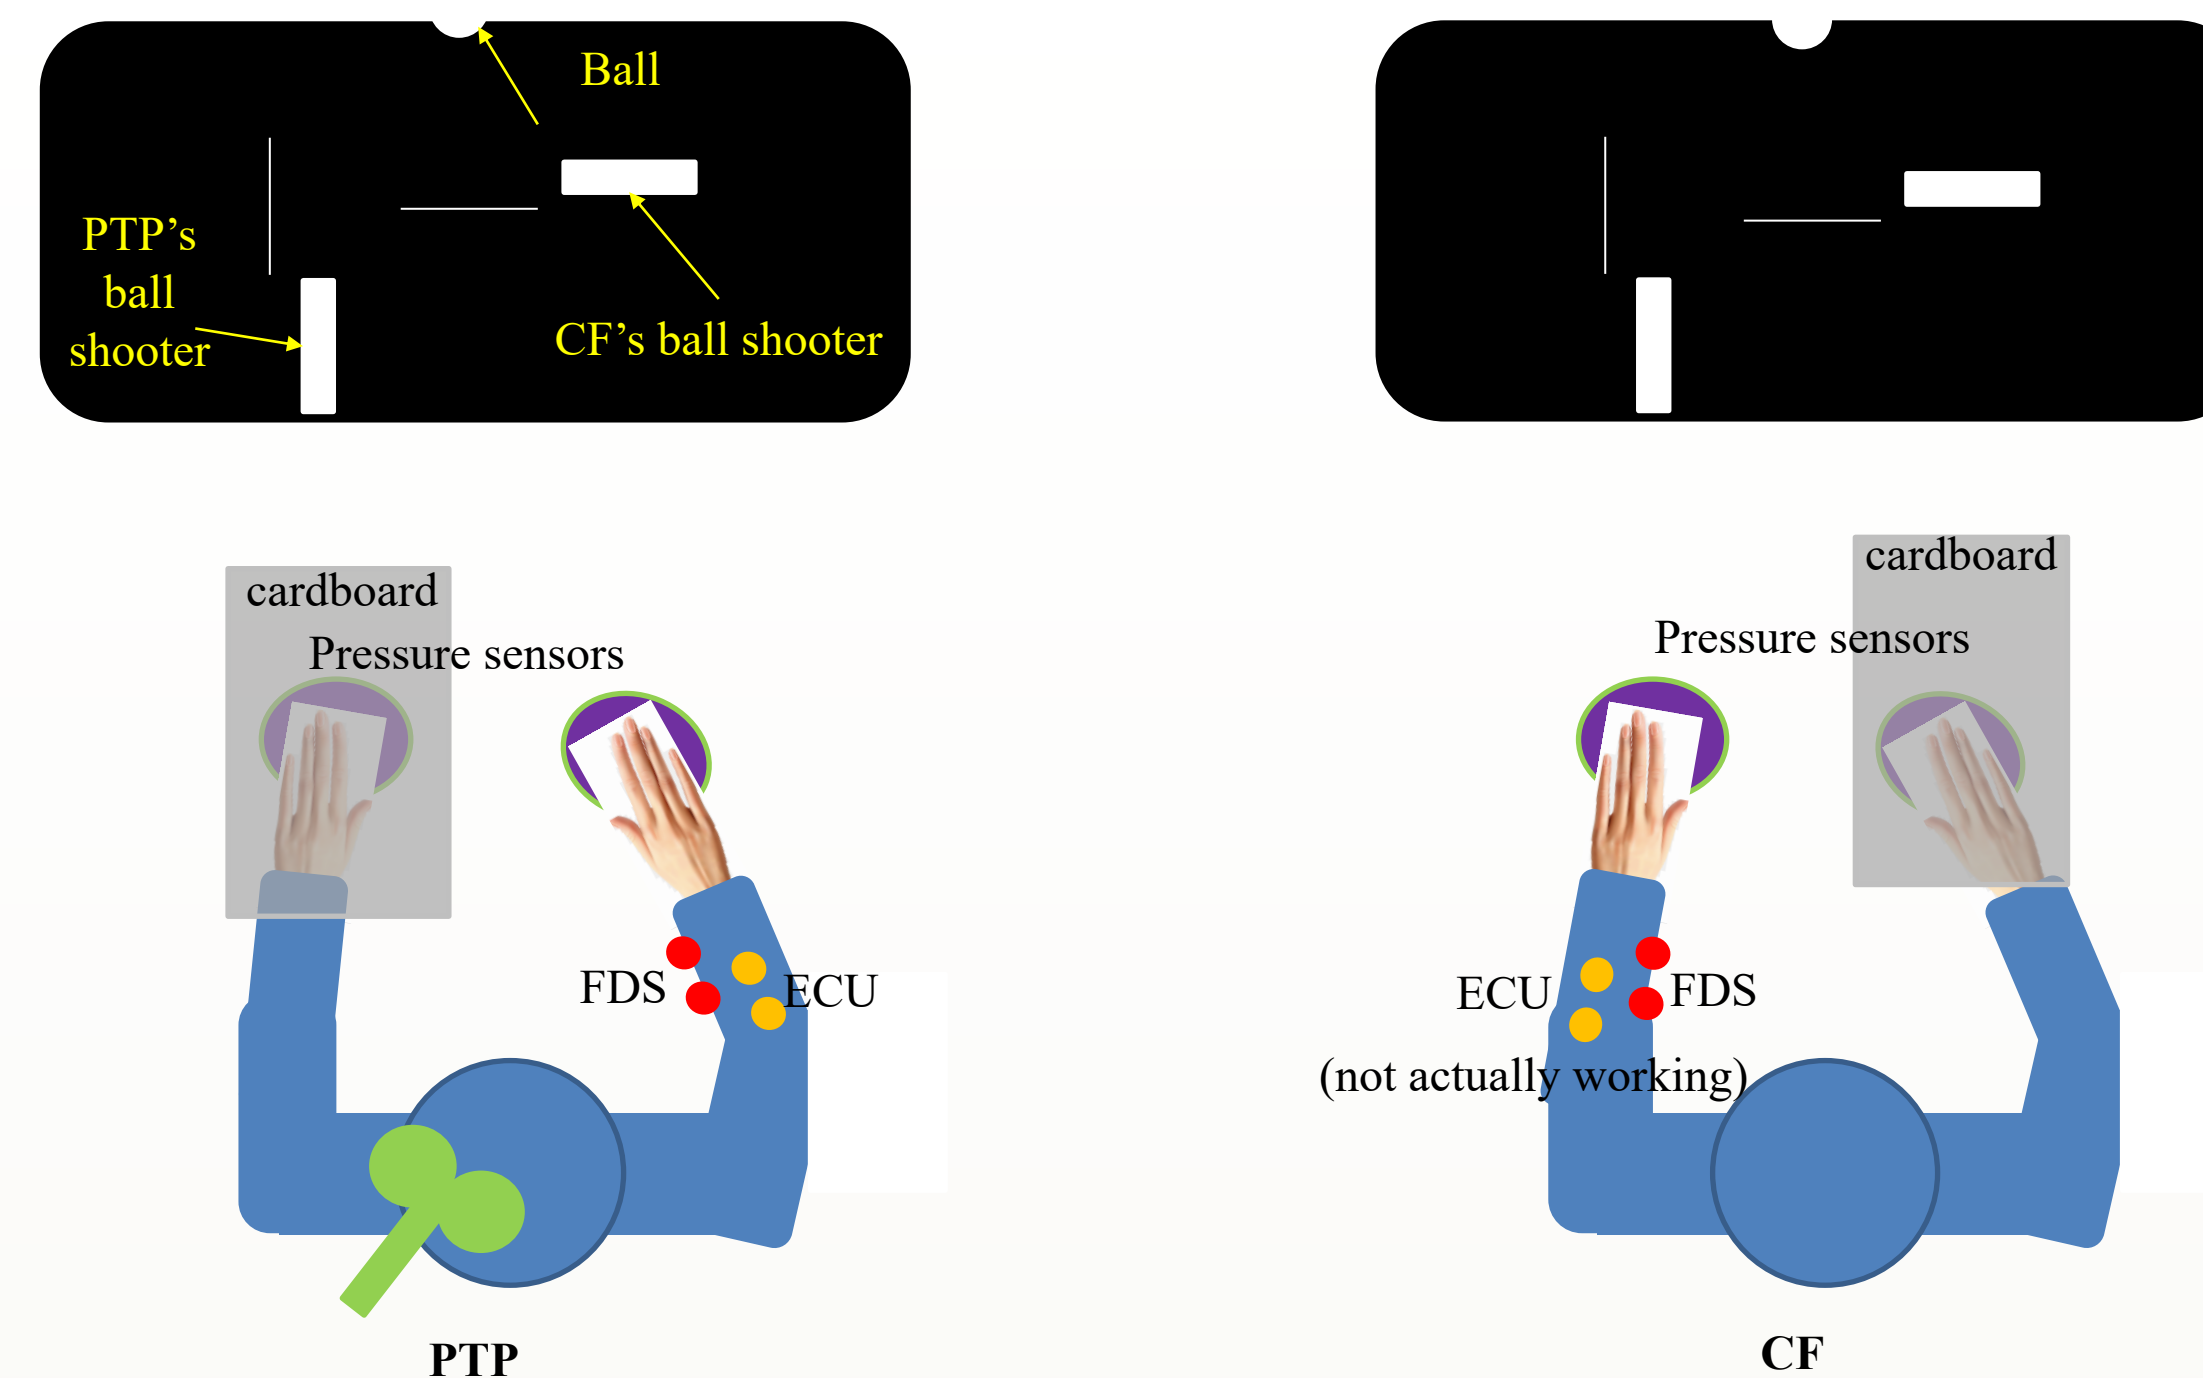 Ball
PTP’s
ball
shooter
CF’s ball shooter
cardboard
Pressure sensors
FDS
ECU
PTP
cardboard
Pressure sensors
ECU
FDS
(not actually working)
CF